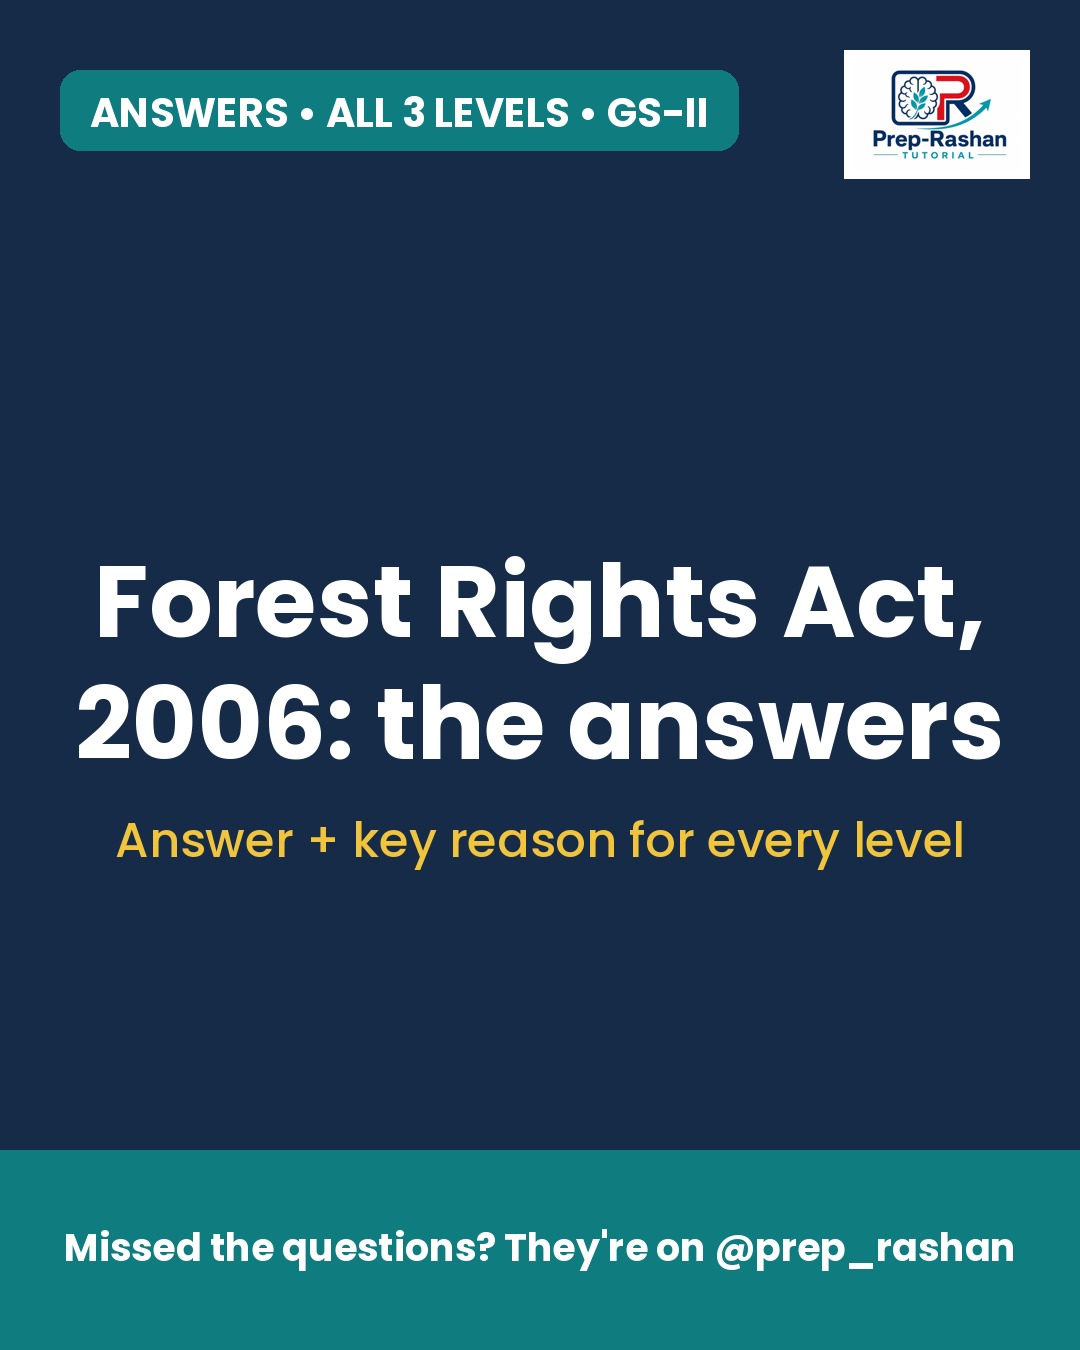 ANSWERS • ALL 3 LEVELS • GS-II
Prep-Rashan
TUTORIAL
Forest Rights Act,
2006: the answers
Answer + key reason for every level
Missed the questions? They're on @prep_rashan